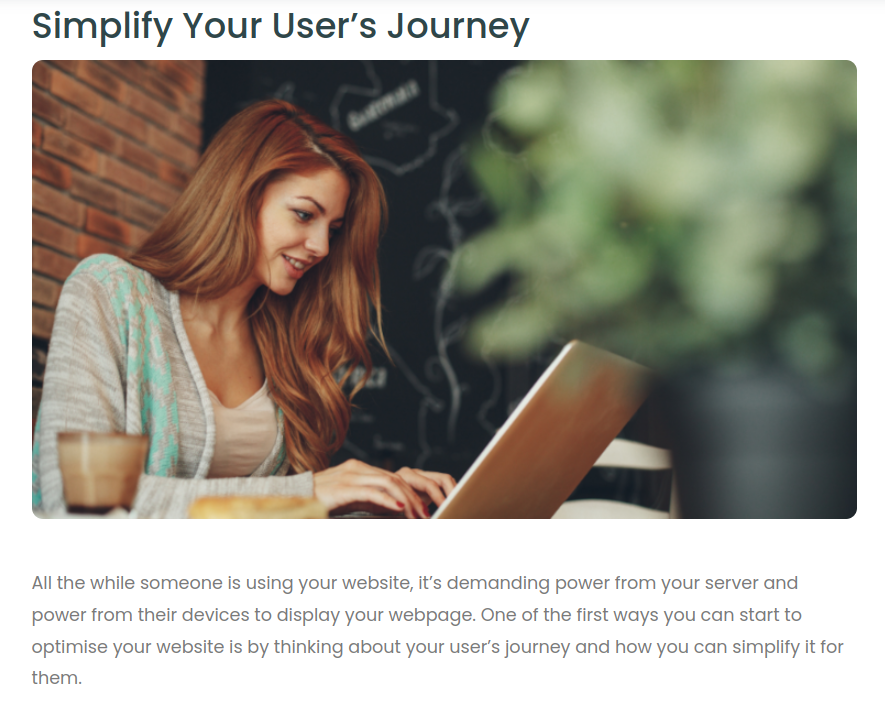 Simplify Your User’s Journey
Guatemala
All the while someone is using your website, it’s demanding power from your server and
power from their devices to display your webpage. One of the first ways you can start to
optimise your website is by thinking about your user’s journey and how you can simplify it for
them.